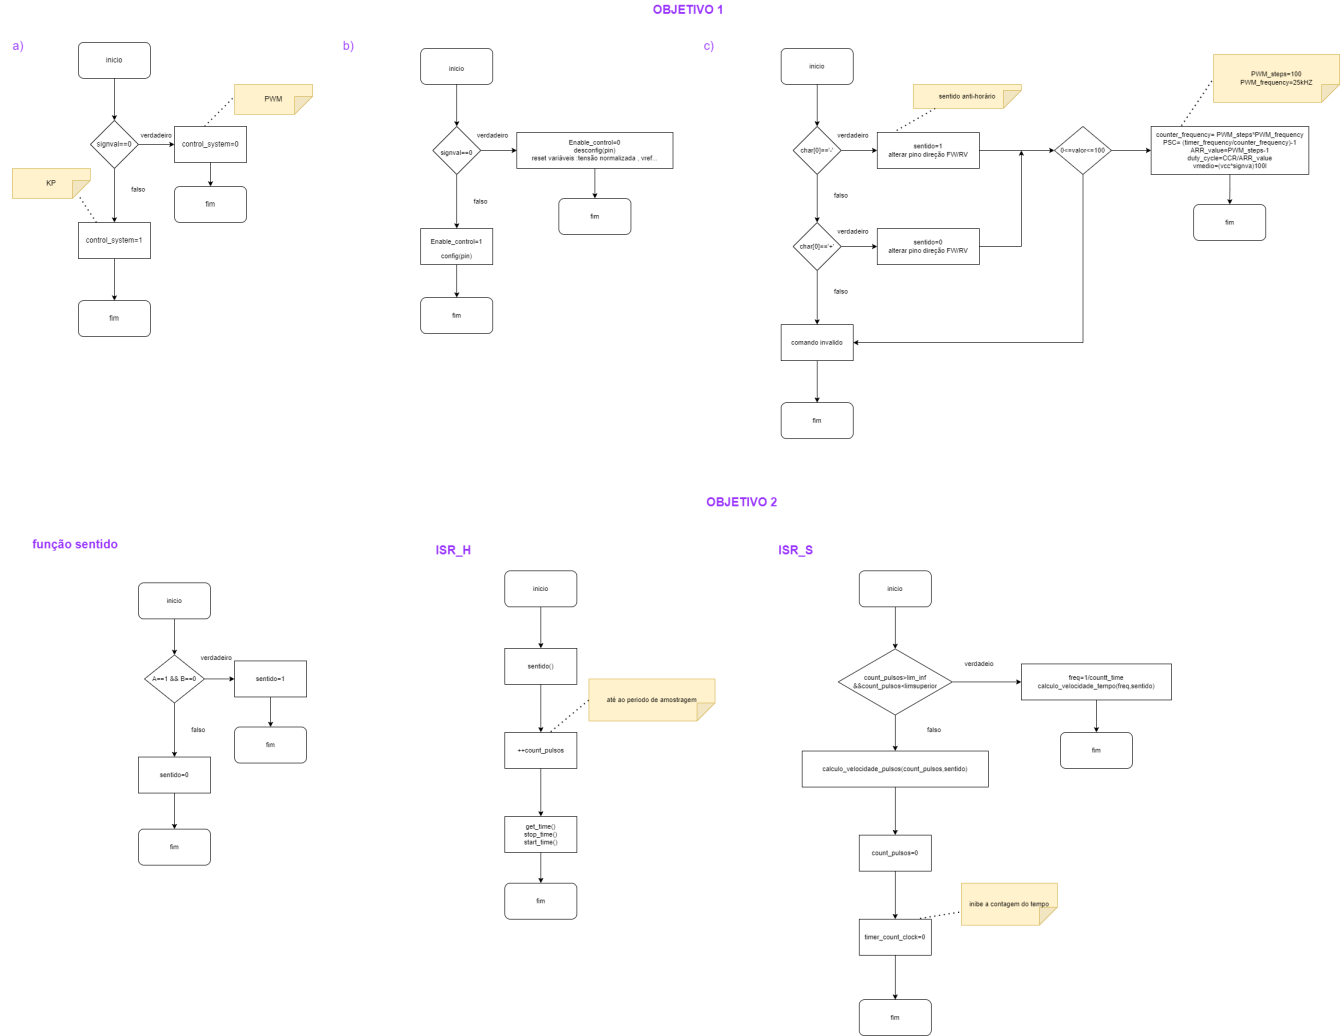 OBJETIVO 1
a)
inicio
PWM
signval==0
verdadeiro
control_system=0
KP
falso
fim
control_system=1
fim
b)
inicio
signval==0
verdadeiro
Enable_control=0
desconfig(pin)
reset variáveis :tensão normalizada , vref...
falso
fim
Enable_control=1
config(pin)
fim
c)
inicio
sentido anti-horário
PWM_steps=100
PWM_frequency=25kHZ
char[0]=='-'
verdadeiro
sentido=1
alterar pino direção FW/RV
0<=valor<=100
counter_frequency= PWM_steps*PWM_frequency
PSC= (timer_frequency/counter_frequency)-1
ARR_value=PWM_steps-1
duty_cycle=CCR/ARR_value
vmedio=(vcc*signva)100l
falso
fim
char[0]=='+'
verdadeiro
sentido=0
alterar pino direção FW/RV
falso
comando invalido
fim
OBJETIVO 2
função sentido
inicio
A==1 && B==0
verdadeiro
sentido=1
falso
fim
sentido=0
fim
ISR_H
inicio
sentido()
até ao periodo de amostragem
++count_pulsos
get_time()
stop_time()
start_time()
fim
ISR_S
inicio
count_pulsos>lim_inf
&&count_pulsos<limsuperior
verdadeio
freq=1/countt_time
calculo_velocidade_tempo(freq,sentido)
falso
fim
calculo_velocidade_pulsos(count_pulsos,sentido)
count_pulsos=0
inibe a contagem do tempo
timer_count_clock=0
fim